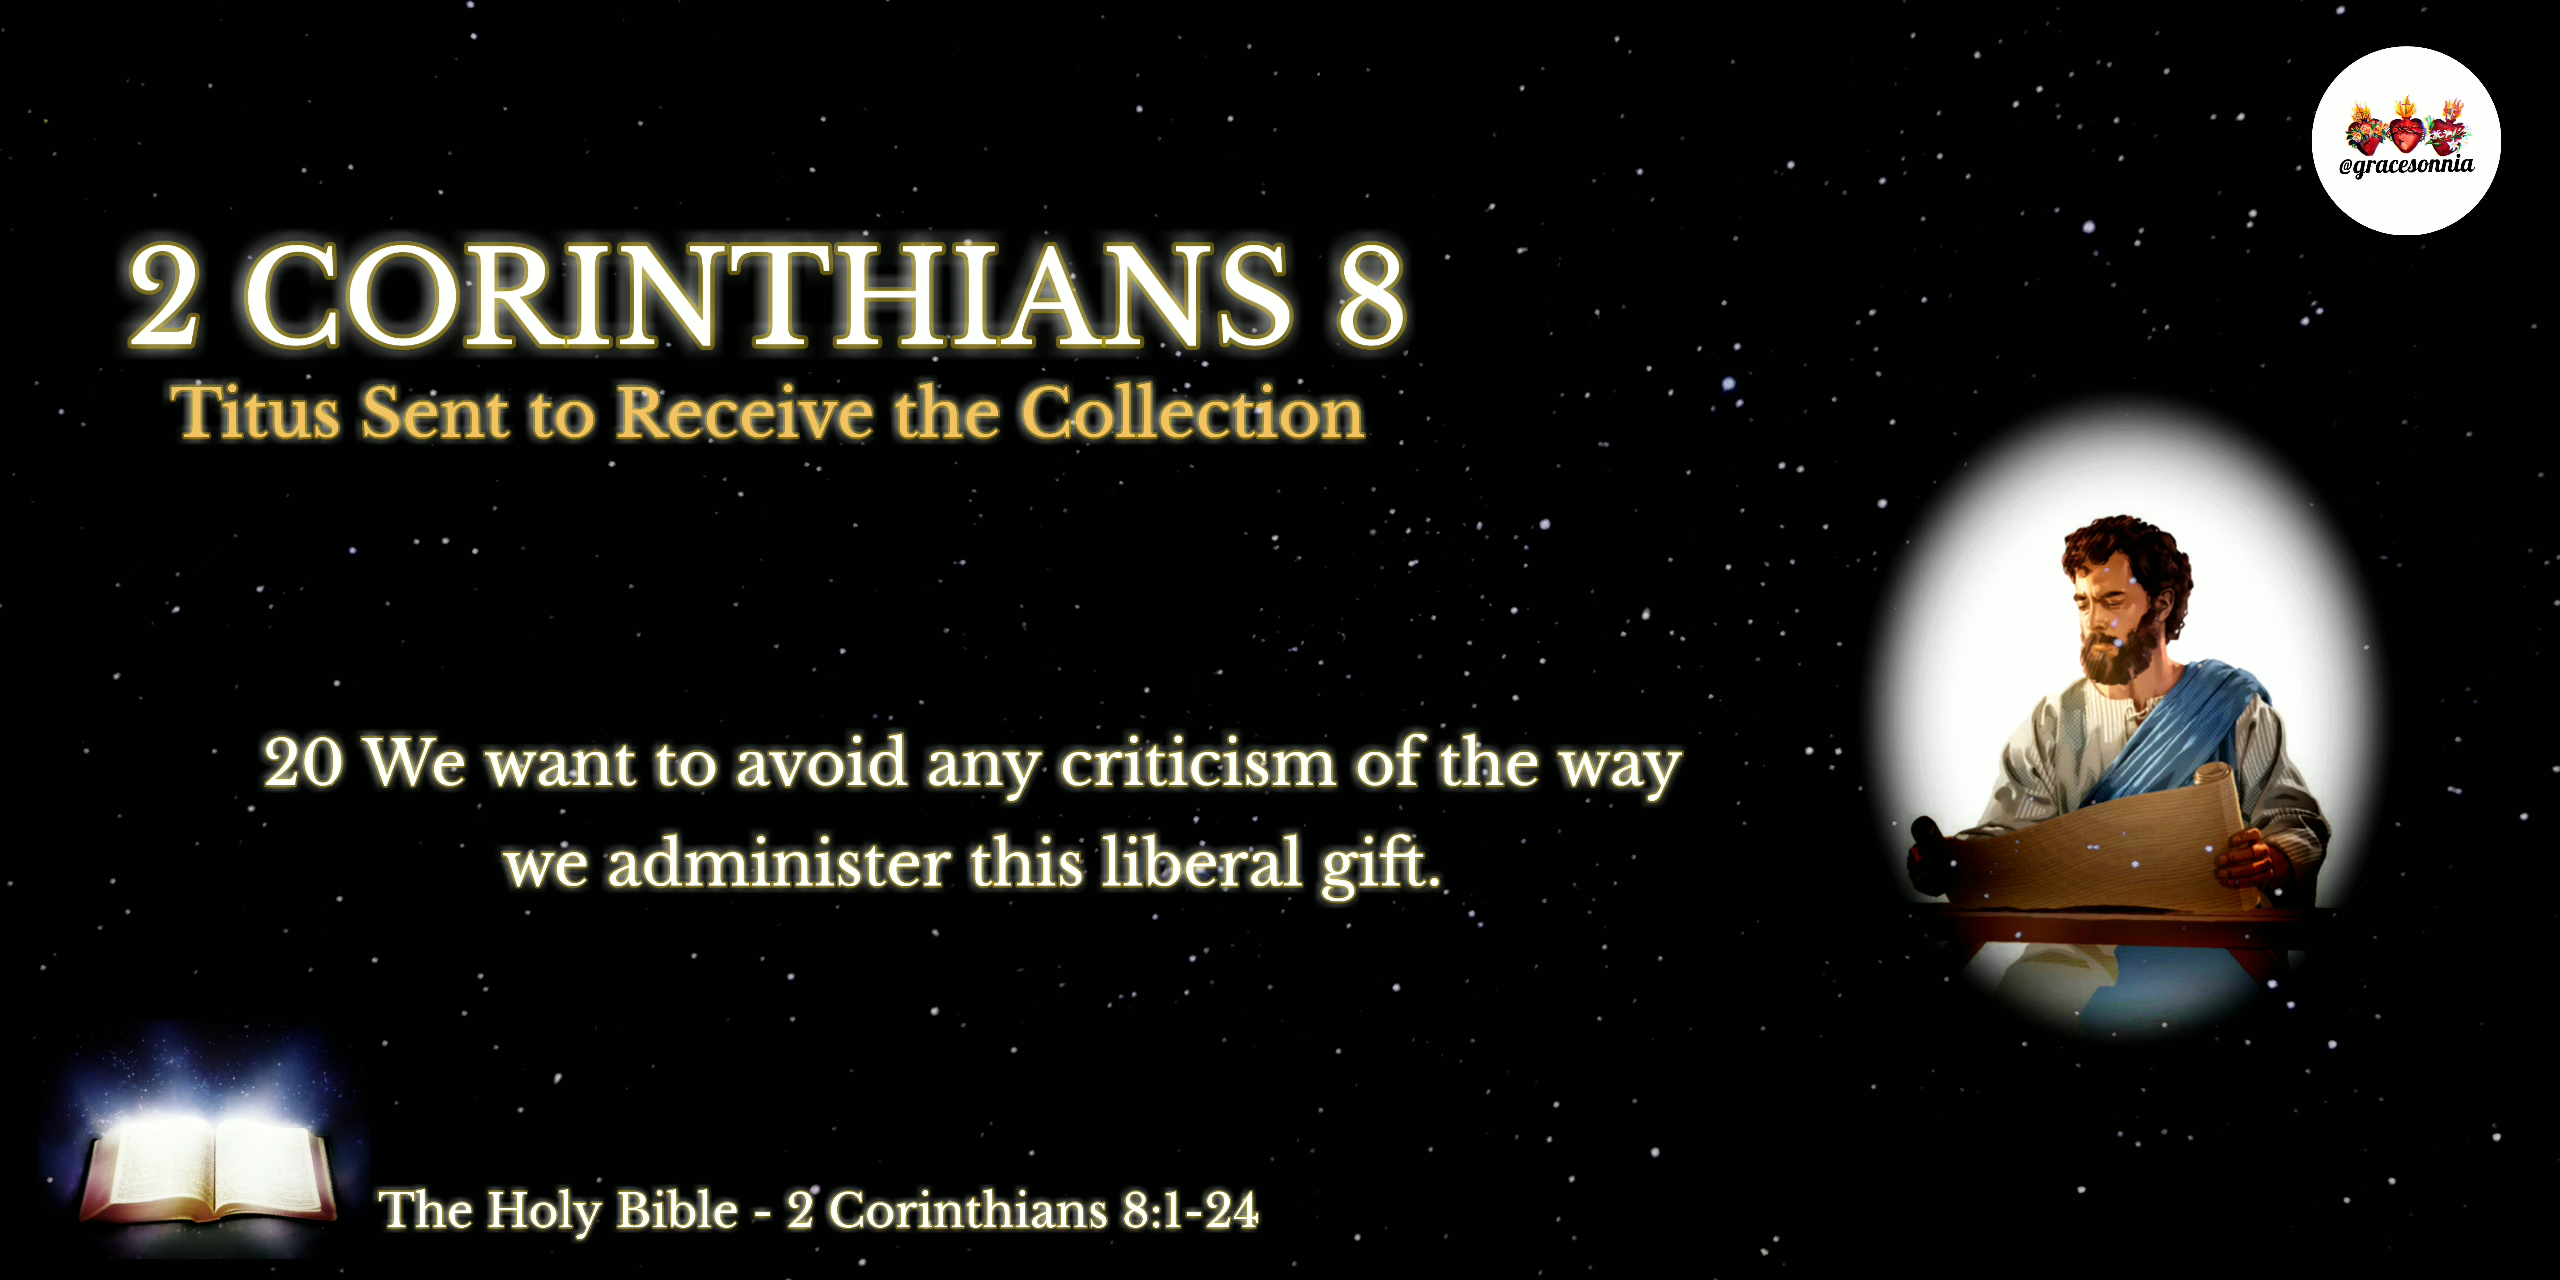 @gracesonnia
2 CORINTHIANS 8
Titus Sent to Receive the Collection
20 We want to avoid any criticism of the way
we administer this liberal gift.
The Holy Bible - 2 Corinthians 8:1-24